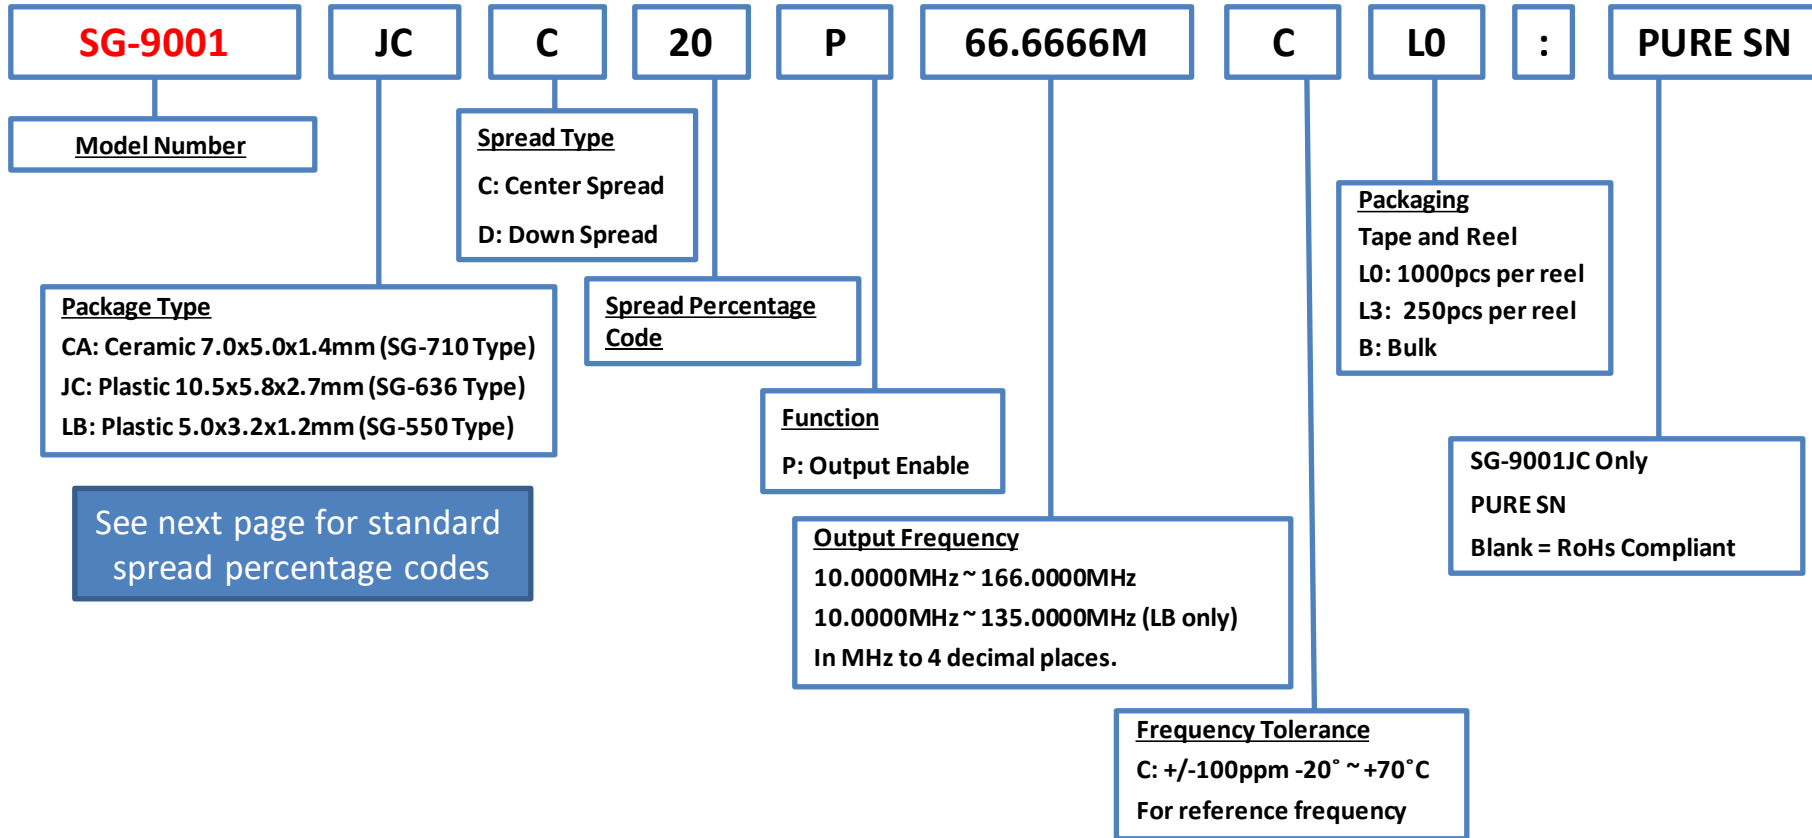 SG-9001 JC C 20 P 66.6666M C L0 : PURE SN
Model Number
Spread Type
C: Center Spread
D: Down Spread
Package Type
CA: Ceramic 7.0x5.0x1.4mm (SG-710 Type)
JC: Plastic 10.5x5.8x2.7mm (SG-636 Type)
LB: Plastic 5.0x3.2x1.2mm (SG-550 Type)
Spread Percentage
Code
Packaging
Tape and Reel
L0: 1000pcs per reel
L3: 250pcs per reel
B: Bulk
Function
P: Output Enable
SG-9001JC Only
PURE SN
Blank = RoHs Compliant
See next page for standard
spread percentage codes
Output Frequency
10.0000MHz ~ 166.0000MHz
10.0000MHz ~ 135.0000MHz (LB only)
In MHz to 4 decimal places.
Frequency Tolerance
C: +/-100ppm -20˚ ~ +70˚C
For reference frequency